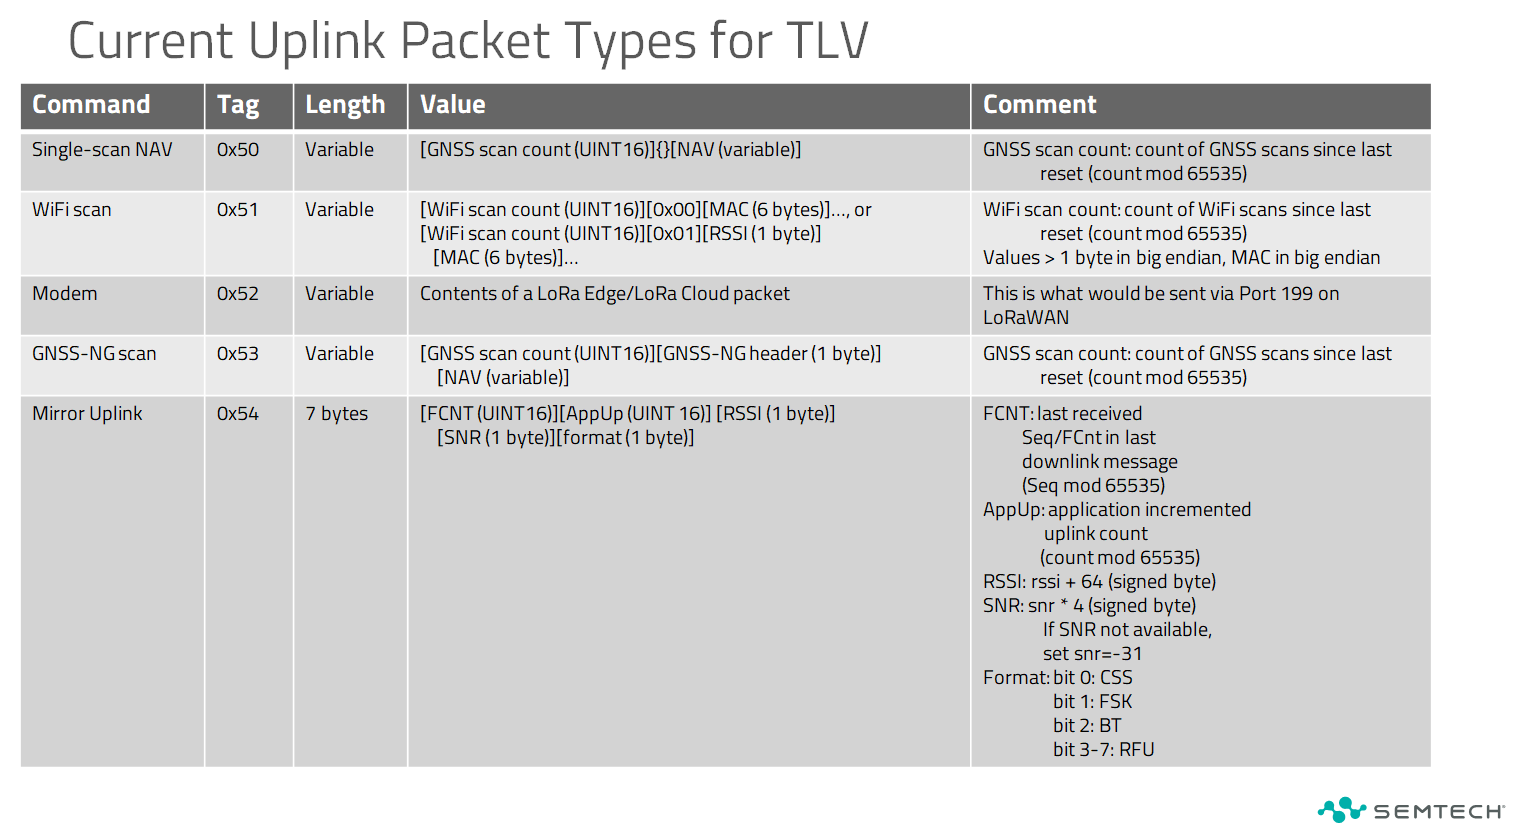 Current Uplink Packet Types for TLV
Command Tag Length Value Comment
Single-scan NAV 0x50 Variable [GNSS scan count (UINT16)]{}[NAV (variable)] GNSS scan count: count of GNSS scans since last
reset (count mod 65535)
WiFi scan 0x51 Variable [WiFi scan count (UINT16)][0x00][MAC (6 bytes)]..., or WiFi scan count: count of WiFi scans since last
[WiFi scan count (UINT16)][0x01][RSSI (1 byte)] reset (count mod 65535)
[MAC (6 bytes)]... Values > 1 byte in big endian, MAC in big endian
Modem 0x52 Variable Contents of a LoRa Edge/LoRa Cloud packet This is what would be sent via Port 199 on
LoRaWAN
GNSS-NG scan 0x53 Variable [GNSS scan count (UINT16)][GNSS-NG header (1 byte)] GNSS scan count: count of GNSS scans since last
[NAV (variable)] reset (count mod 65535)
Mirror Uplink 0x54 7 bytes [FCNT (UINT16)][AppUp (UINT 16)] [RSSI (1 byte)] FCNT: last received
[SNR (1 byte)][format (1 byte)] Seq/FCnt in last
downlink message
(Seq mod 65535)
AppUp: application incremented
uplink count
(count mod 65535)
RSSI: rssi + 64 (signed byte)
SNR: snr * 4 (signed byte)
If SNR not available,
set snr=-31
Format: bit 0: CSS
bit 1: FSK
bit 2: BT
bit 3-7: RFU
SEMTECH